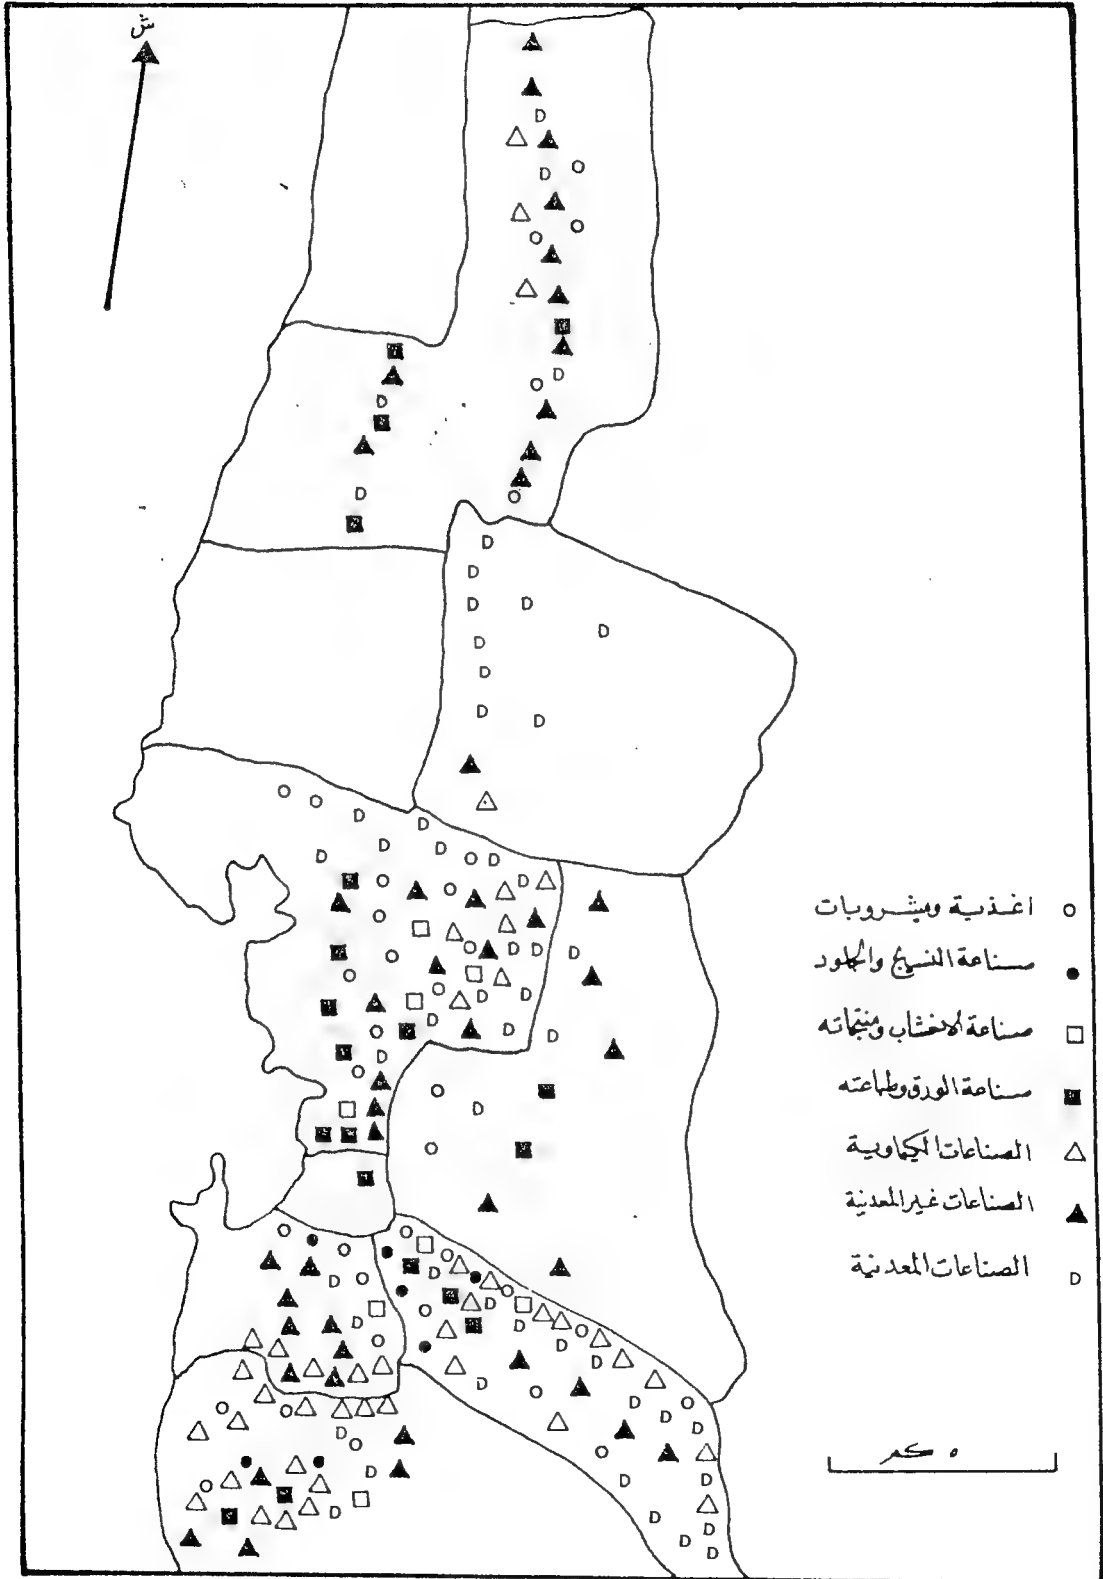 ش
اغذية ومشروبات
صناعة النسيج والجلود
صناعة الاخشاب ومنتجاته
صناعة الورق وطباعته
الصناعات الكيماوية
الصناعات غير المعدنية
الصناعات المعدنية
٥ كم